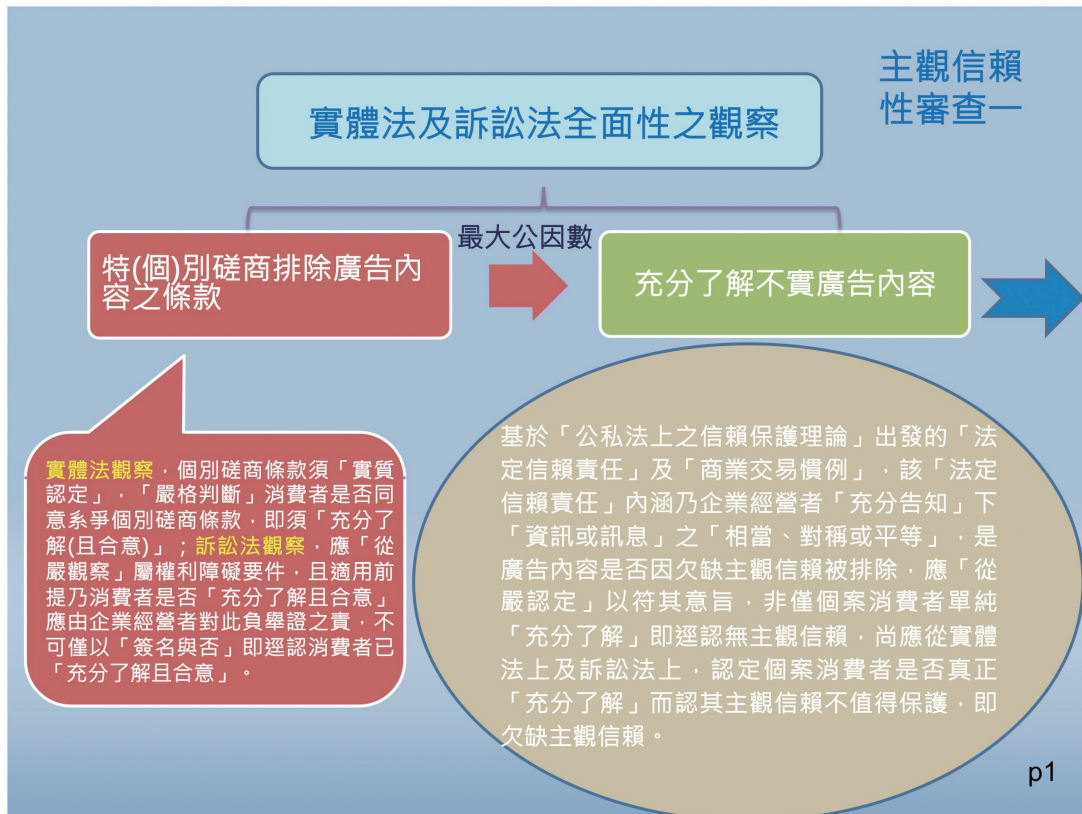 主觀信賴
性審查一
實體法及訴訟法全面性之觀察
最大公因數
特(個)別磋商排除廣告內
容之條款
充分了解不實廣告內容
實體法觀察，個別磋商條款須「實質
認定」，「嚴格判斷」消費者是否同
意系爭個別磋商條款，即須「充分了
解(且合意)」；訴訟法觀察，應「從
嚴觀察」屬權利障礙要件，且適用前
提乃消費者是否「充分了解且合意」
應由企業經營者對此負舉證之責，不
可僅以「簽名與否」即逕認消費者已
「充分了解且合意」。
基於「公私法上之信賴保護理論」出發的「法
定信賴責任」及「商業交易慣例」，該「法定
信賴責任」內涵乃企業經營者「充分告知」下
「資訊或訊息」之「相當、對稱或平等」，是
廣告內容是否因欠缺主觀信賴被排除，應「從
嚴認定」以符其意旨，非僅個案消費者單純
「充分了解」即逕認無主觀信賴，尚應從實體
法上及訴訟法上，認定個案消費者是否真正
「充分了解」而認其主觀信賴不值得保護，即
欠缺主觀信賴。
p1